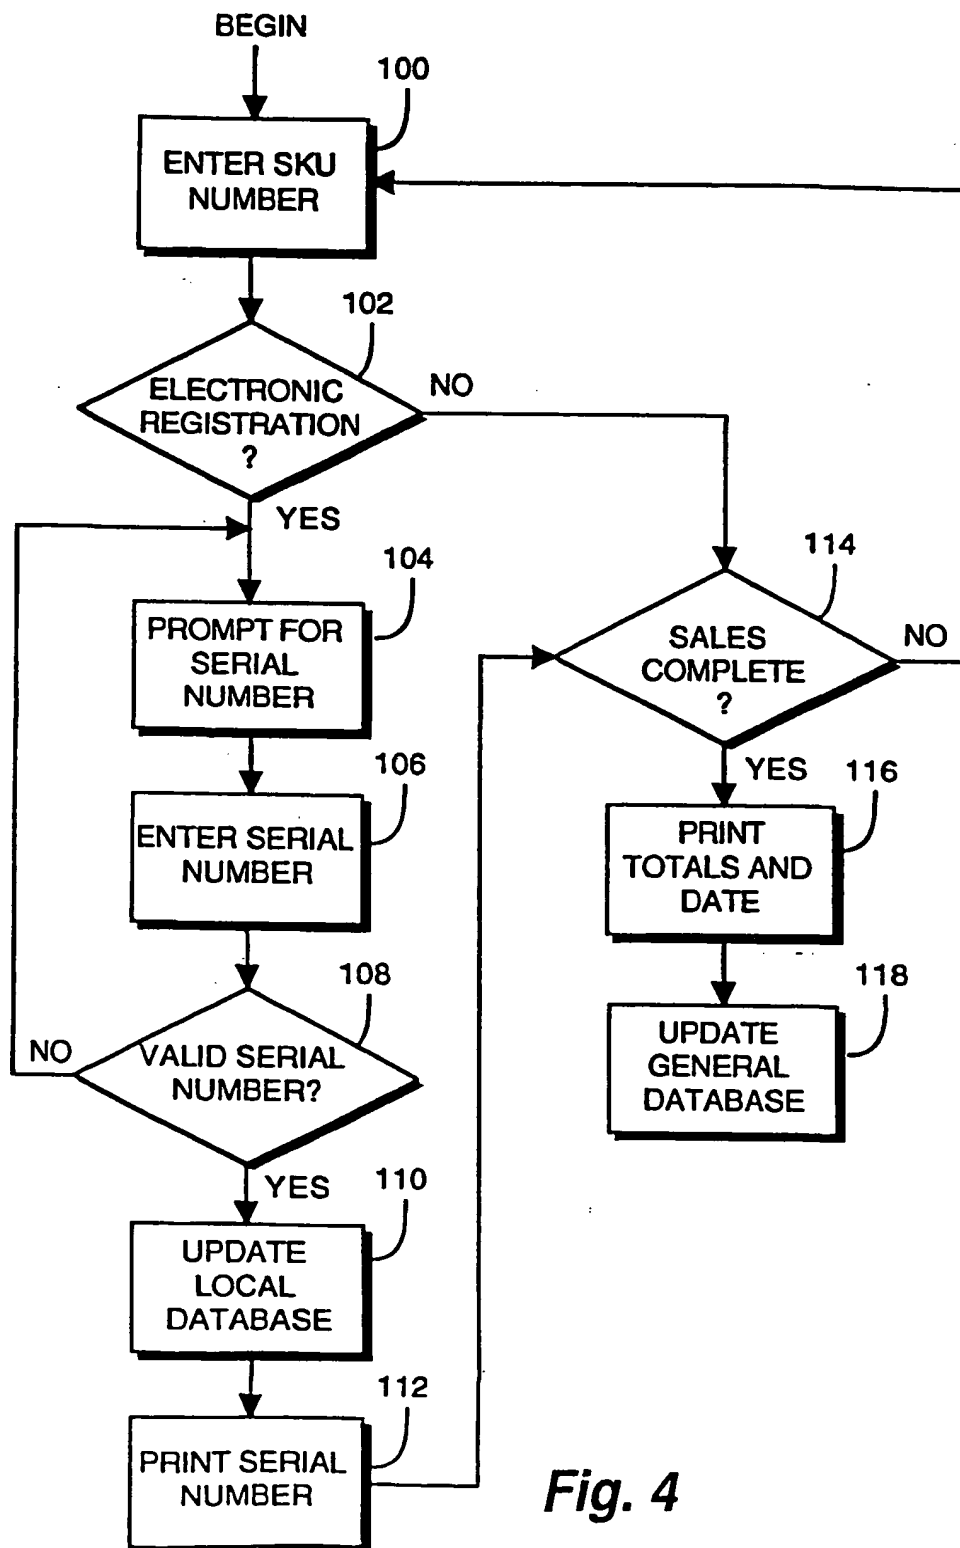 BEGIN
100
ENTER SKU
NUMBER
102
ELECTRONIC
REGISTRATION
?
NO
YES
104
PROMPT FOR
SERIAL
NUMBER
106
ENTER SERIAL
NUMBER
108
VALID SERIAL
NUMBER?
NO
YES
110
UPDATE
LOCAL
DATABASE
112
PRINT SERIAL
NUMBER
114
SALES
COMPLETE
?
NO
YES
116
PRINT
TOTALS AND
DATE
118
UPDATE
GENERAL
DATABASE
Fig. 4